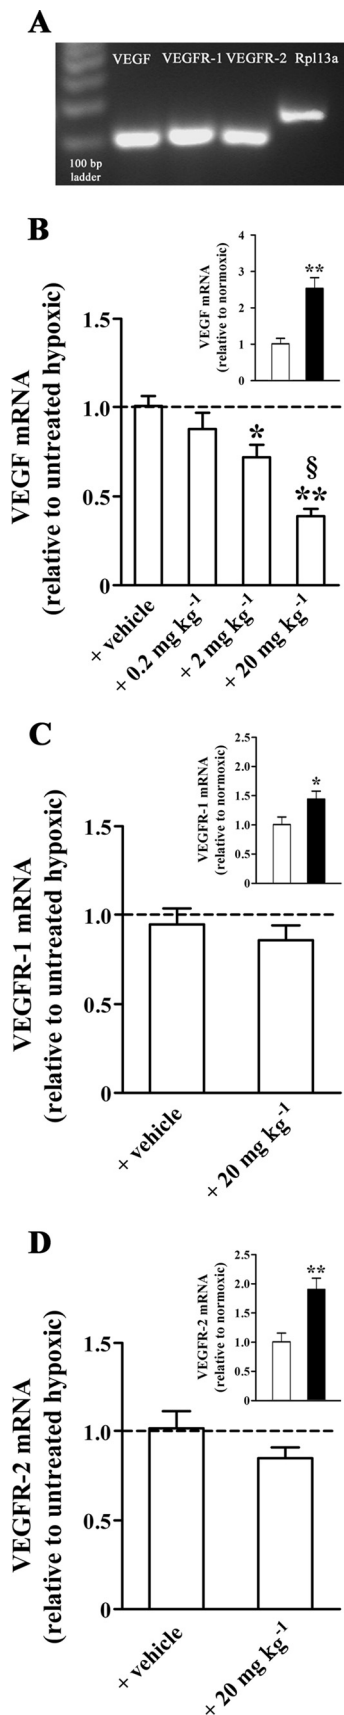 A
VEGF VEGFR-1 VEGFR-2 Rpl13a
100 bp
ladder
B
VEGF mRNA
(relative to untreated hypoxic)
1.5
1.0
0.5
0
VEGF mRNA
(relative to normoxic)
4
3
2
1
0
**
*
§
**
+ vehicle
+ 0.2 mg kg⁻¹
+ 2 mg kg⁻¹
+ 20 mg kg⁻¹
C
VEGFR-1 mRNA
(relative to untreated hypoxic)
1.5
1.0
0.5
0
VEGFR-1 mRNA
(relative to normoxic)
2.5
2.0
1.5
1.0
0.5
0
*
+ vehicle
+ 20 mg kg⁻¹
D
VEGFR-2 mRNA
(relative to untreated hypoxic)
1.5
1.0
0.5
0
VEGFR-2 mRNA
(relative to normoxic)
2.5
2.0
1.5
1.0
0.5
0
**
+ vehicle
+ 20 mg kg⁻¹